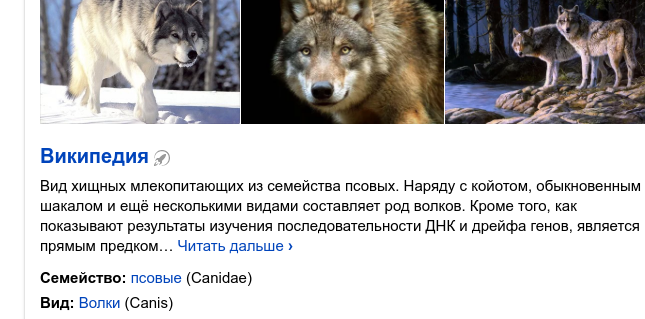 Википедия
Вид хищных млекопитающих из семейства псовых. Наряду с койотом, обыкновенным
шакалом и ещё несколькими видами составляет род волков. Кроме того, как
показывают результаты изучения последовательности ДНК и дрейфа генов, является
прямым предком… Читать дальше ›
Семейство: псовые (Canidae)
Вид: Волки (Canis)